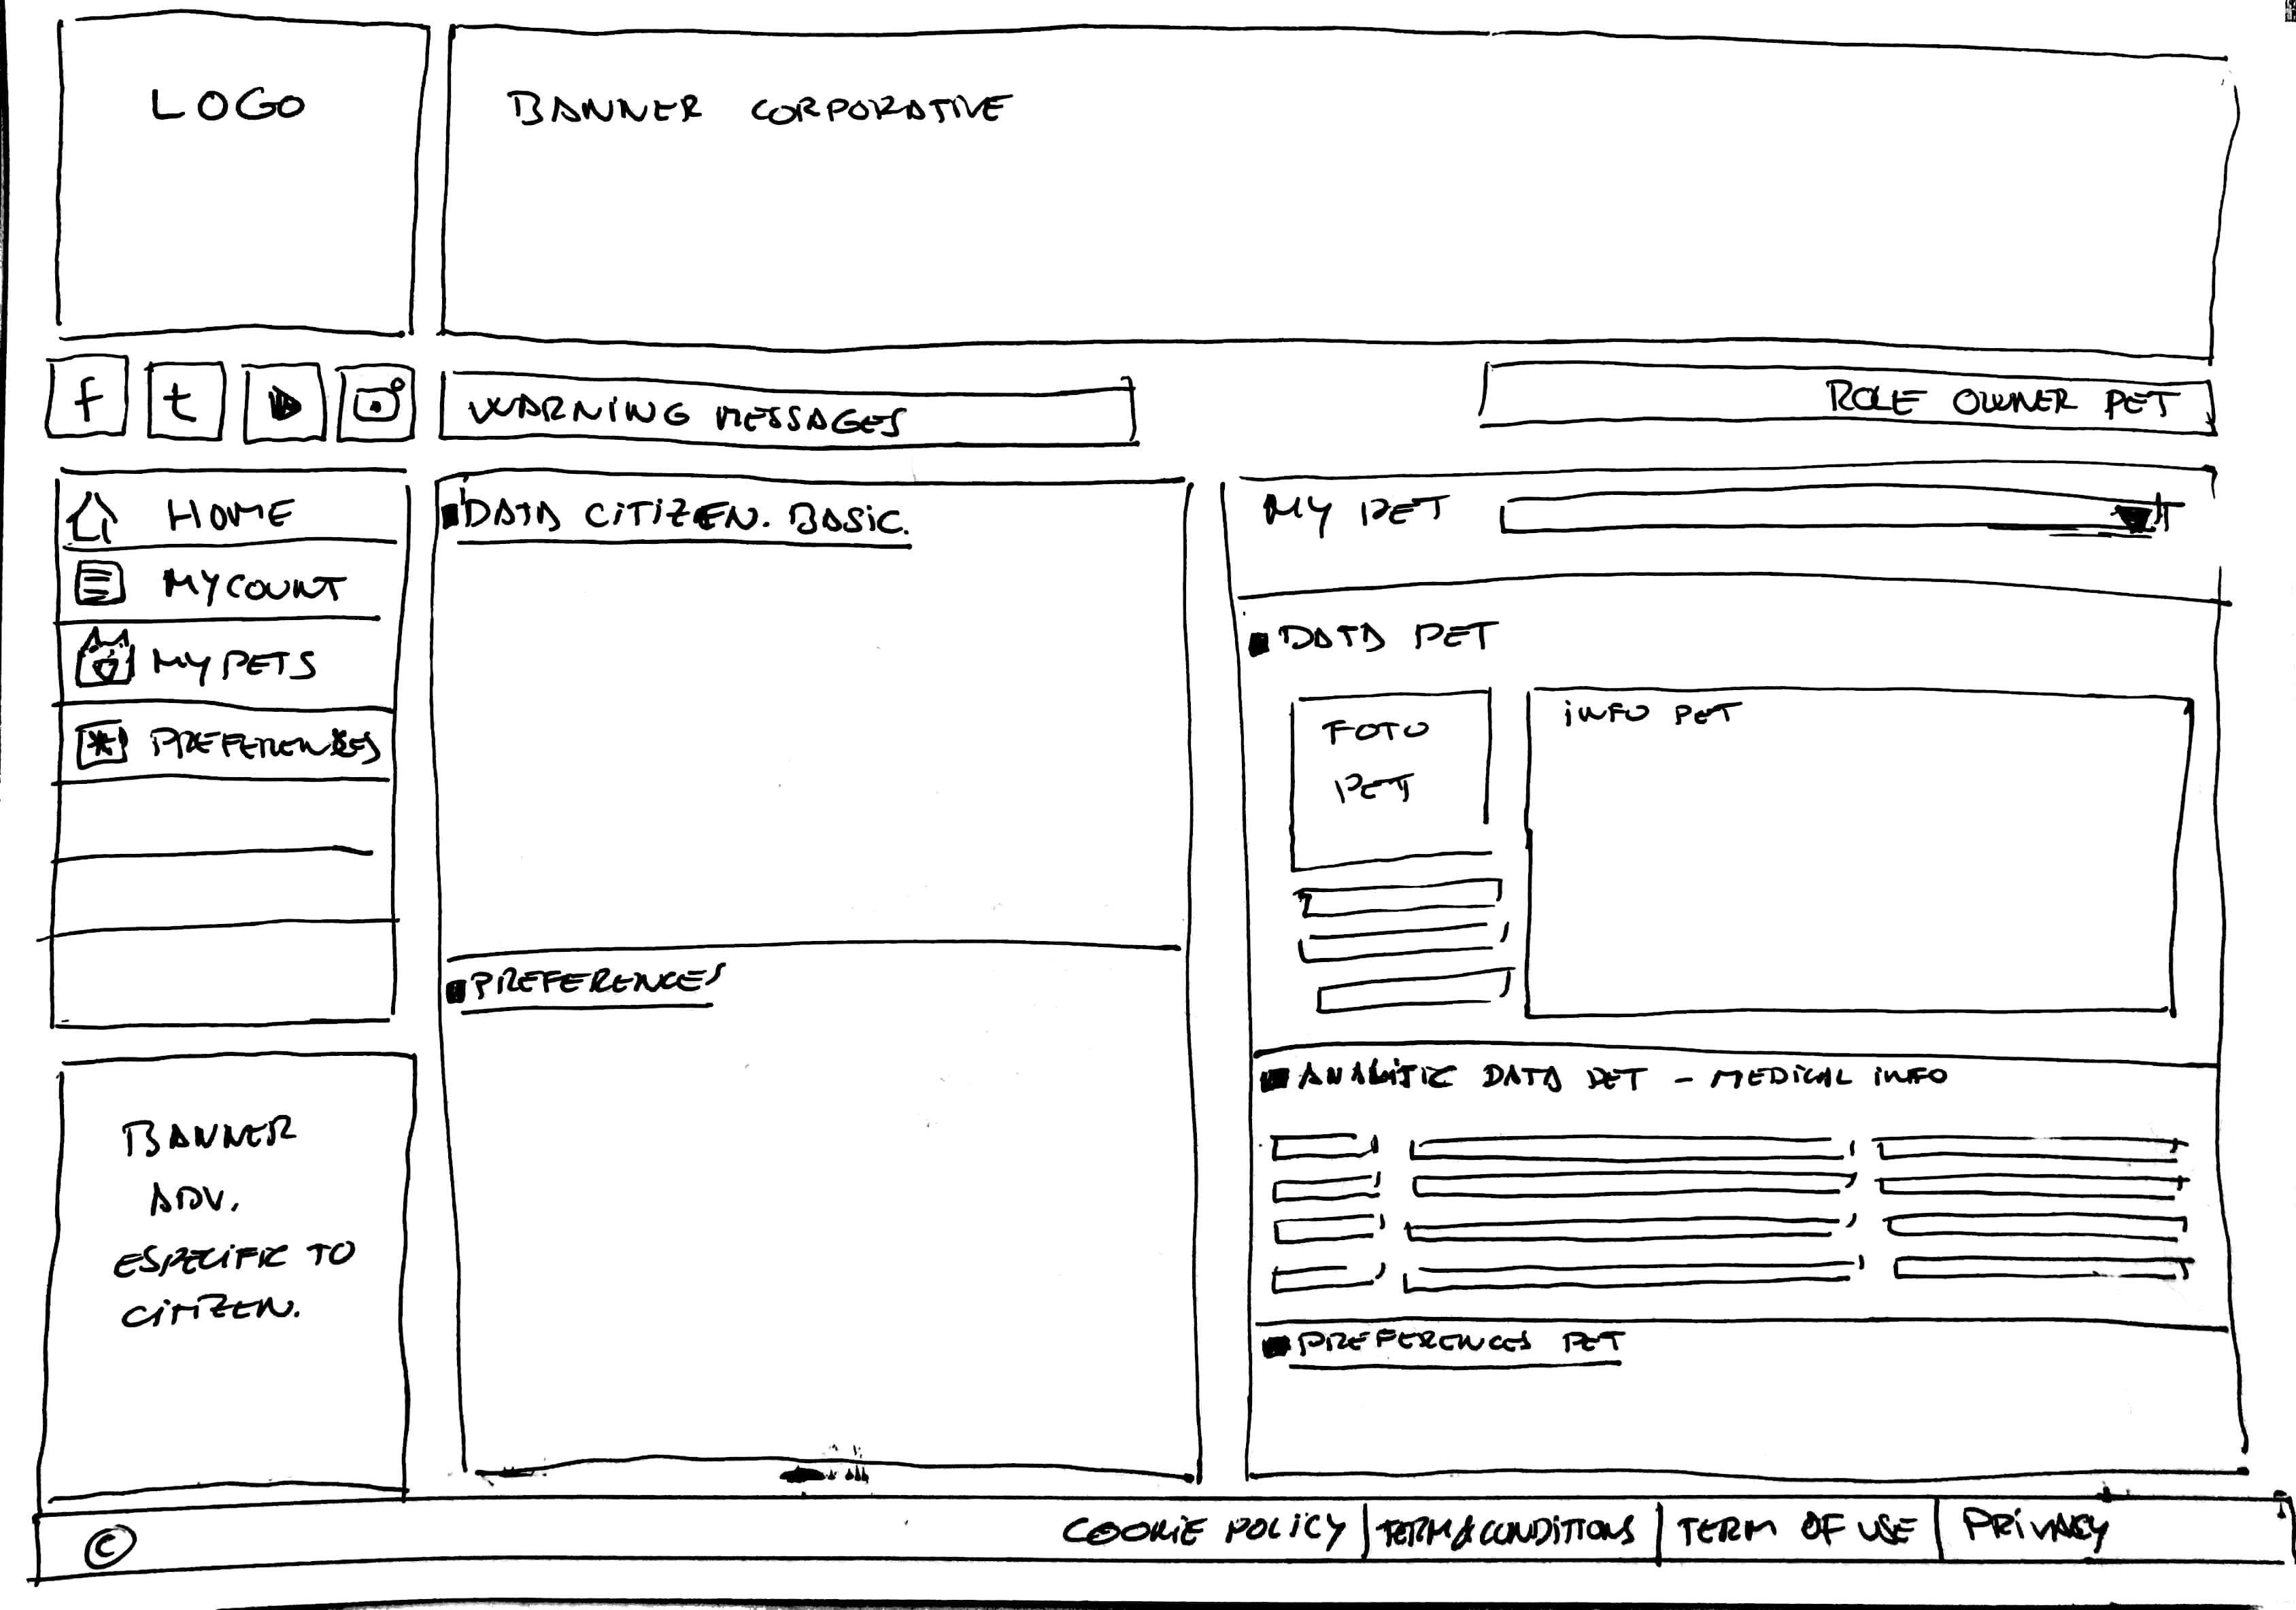 LOGO
BANNER CORPORATIVE
f
t
WARNING MESSAGES
ROLE OWNER PET
HOME
MYCOUNT
MY PETS
PREFERENCES
BANNER
ADV.
ESPECIFIC TO
CITIZEN.
DATA CITIZEN. BASIC.
PREFERENCES
MY PET
DATA PET
FOTO
PET
INFO PET
ANALITIC DATA PET - MEDICAL INFO
PREFERENCES PET
©
COOKIE POLICY | TERM & CONDITIONS | TERM OF USE | PRIVACY